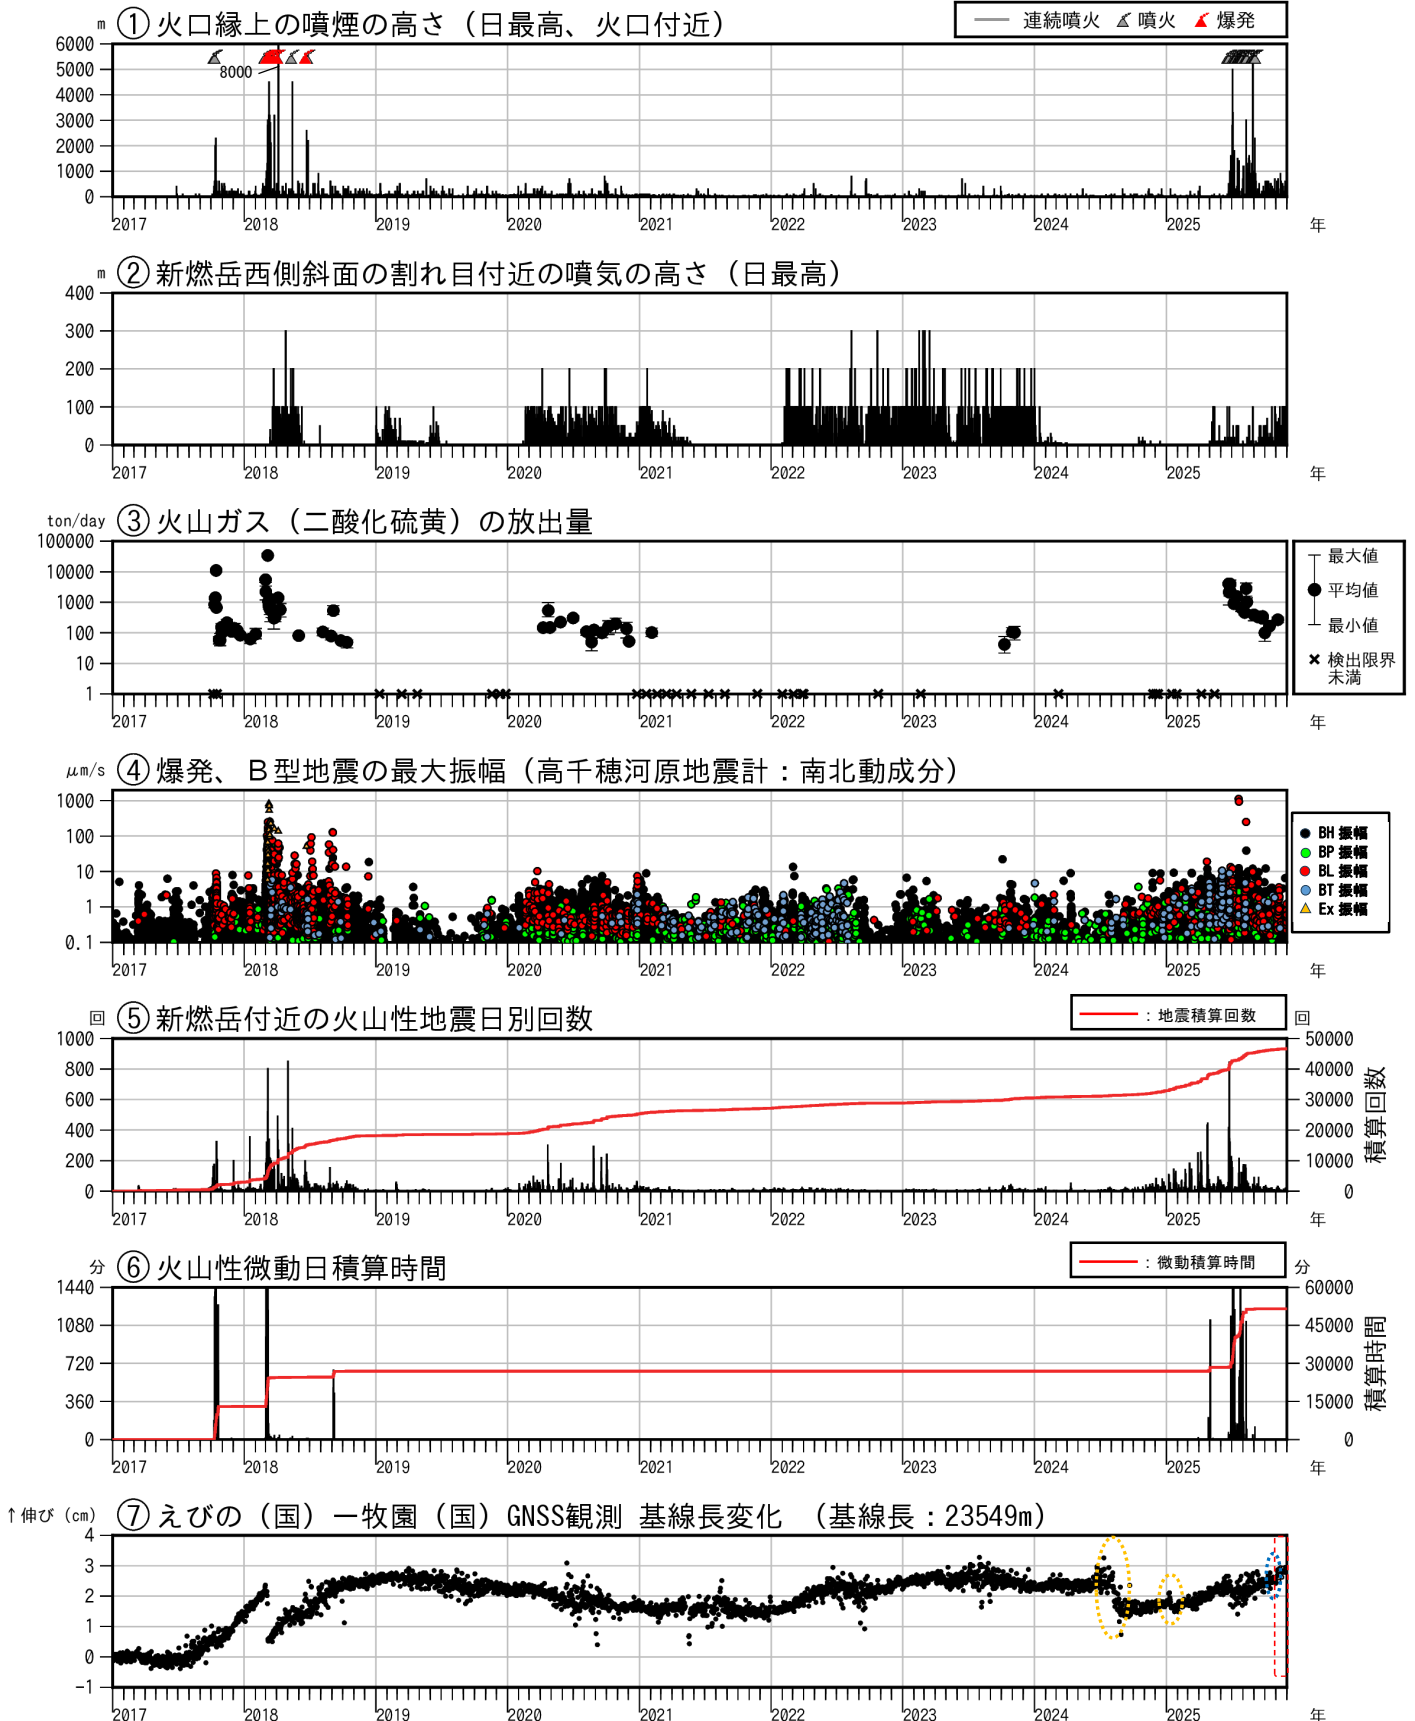 m ① 火口縁上の噴煙の高さ（日最高、火口付近）
連続噴火 噴火 爆発
6000
5000
4000
3000
2000
1000
0
8000
2017 2018 2019 2020 2021 2022 2023 2024 2025 年
m ② 新燃岳西側斜面の割れ目付近の噴気の高さ（日最高）
400
300
200
100
0
2017 2018 2019 2020 2021 2022 2023 2024 2025 年
ton/day ③ 火山ガス（二酸化硫黄）の放出量
100000
10000
1000
100
10
1
最大値
平均値
最小値
検出限界
未満
2017 2018 2019 2020 2021 2022 2023 2024 2025 年
μm/s ④ 爆発、Ｂ型地震の最大振幅（高千穂河原地震計：南北動成分）
1000
100
10
1
0.1
BH 振幅
BP 振幅
BL 振幅
BT 振幅
Ex 振幅
2017 2018 2019 2020 2021 2022 2023 2024 2025 年
回 ⑤ 新燃岳付近の火山性地震日別回数
：地震積算回数 回
1000 50000
800 40000
600 30000
400 20000
200 10000
0 0
積算回数
2017 2018 2019 2020 2021 2022 2023 2024 2025 年
分 ⑥ 火山性微動日積算時間
：微動積算時間 分
1440 60000
1080 45000
720 30000
360 15000
0 0
積算時間
2017 2018 2019 2020 2021 2022 2023 2024 2025 年
↑伸び（cm） ⑦ えびの（国）－牧園（国）GNSS観測 基線長変化 （基線長：23549m）
4
3
2
1
0
-1
2017 2018 2019 2020 2021 2022 2023 2024 2025 年